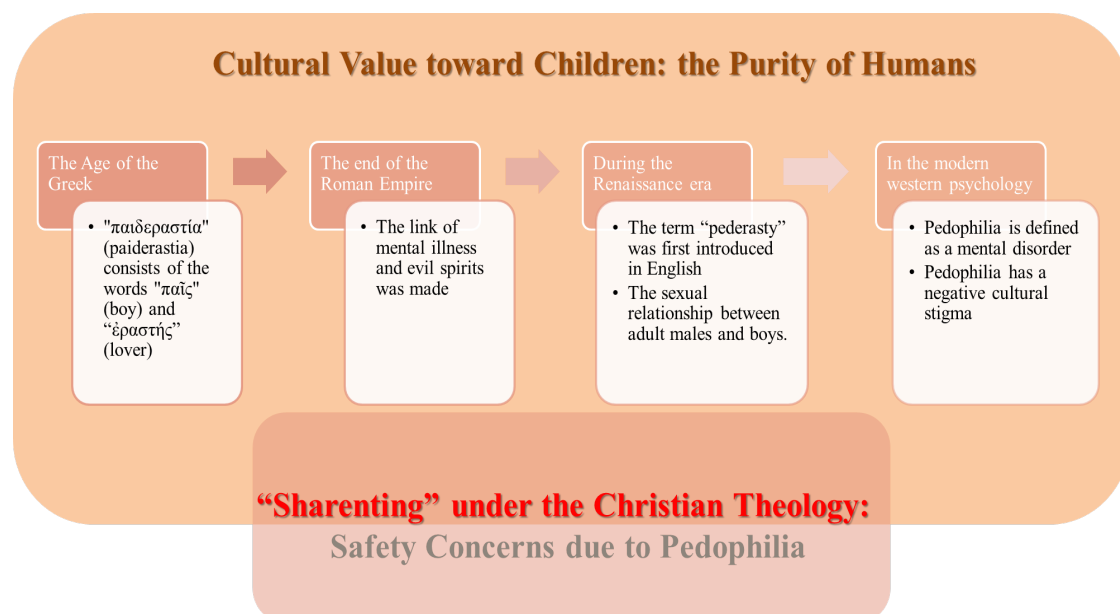 Cultural Value toward Children: the Purity of Humans
The Age of the
Greek
• "παιδεραστία"
(paiderastia)
consists of the
words "παῖς"
(boy) and
“ἐραστής”
(lover)
The end of the
Roman Empire
• The link of
mental illness
and evil spirits
was made
During the
Renaissance era
• The term “pederasty”
was first introduced
in English
• The sexual
relationship between
adult males and boys.
In the modern
western psychology
• Pedophilia is defined
as a mental disorder
• Pedophilia has a
negative cultural
stigma
“Sharenting” under the Christian Theology:
Safety Concerns due to Pedophilia